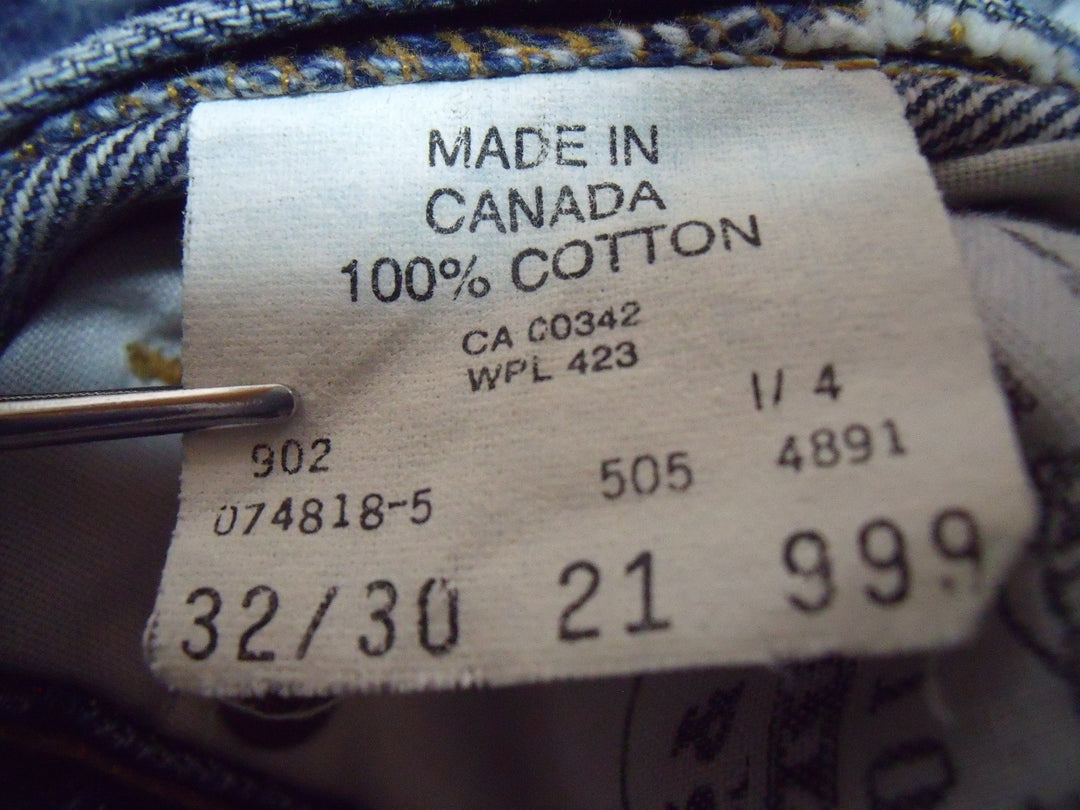 MADE IN
CANADA
100% COTTON
CA 00342
WPL 423
1/ 4
902 505 4891
074818-5
32/30 21 999